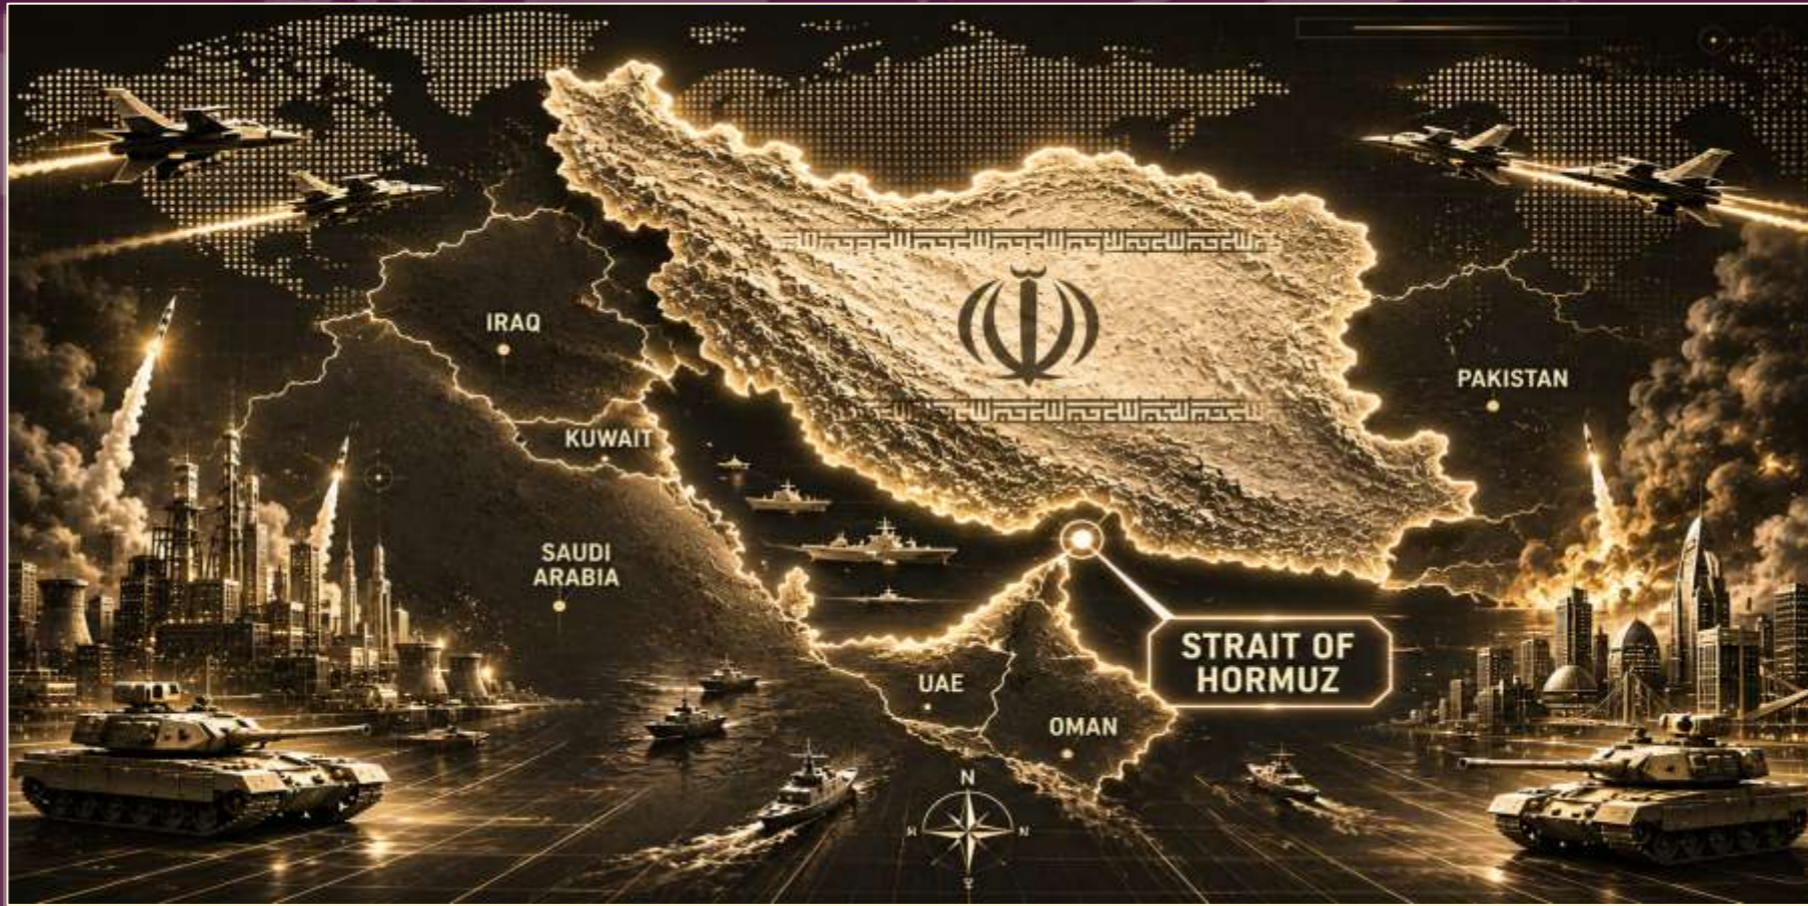 IRAQ
PAKISTAN
KUWAIT
SAUDI
ARABIA
STRAIT OF
HORMUZ
UAE
OMAN
N